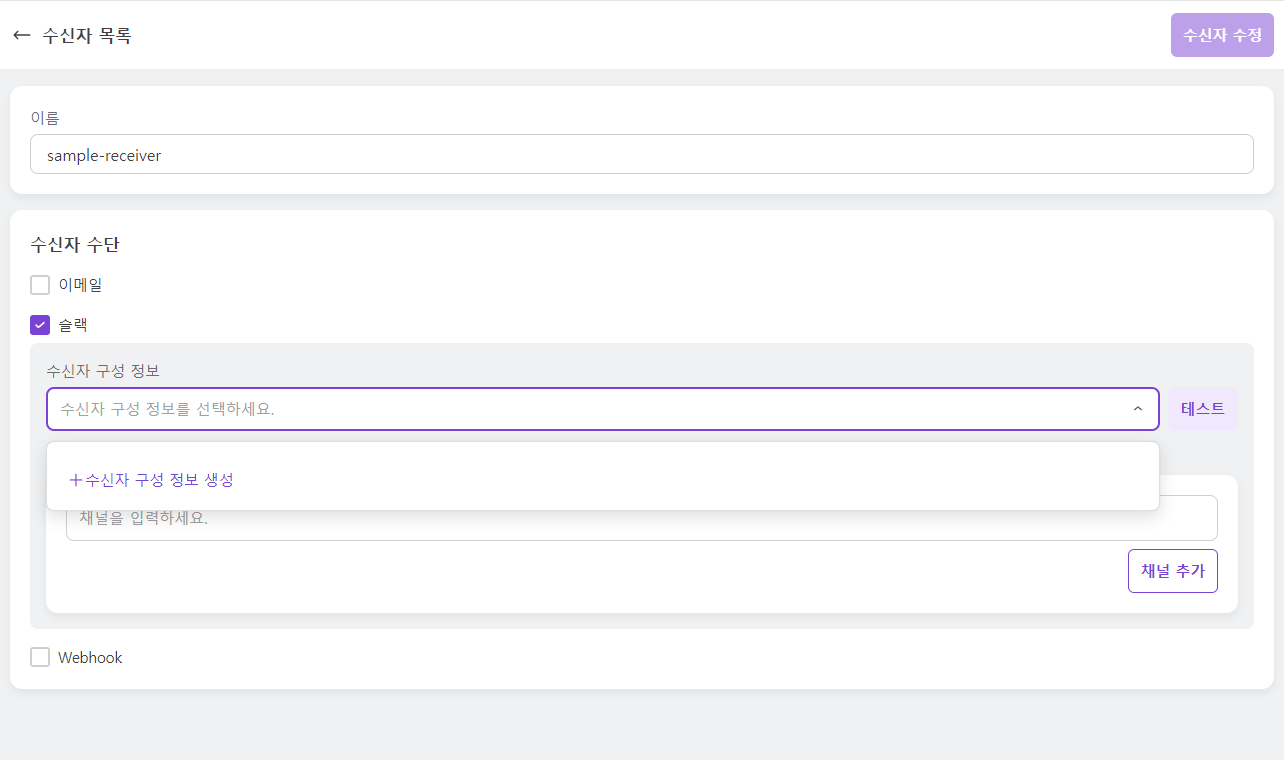 ← 수신자 목록
수신자 수정
이름
sample-receiver
수신자 수단
이메일
슬랙
수신자 구성 정보
수신자 구성 정보를 선택하세요.
테스트
+수신자 구성 정보 생성
채널을 입력하세요.
채널 추가
Webhook